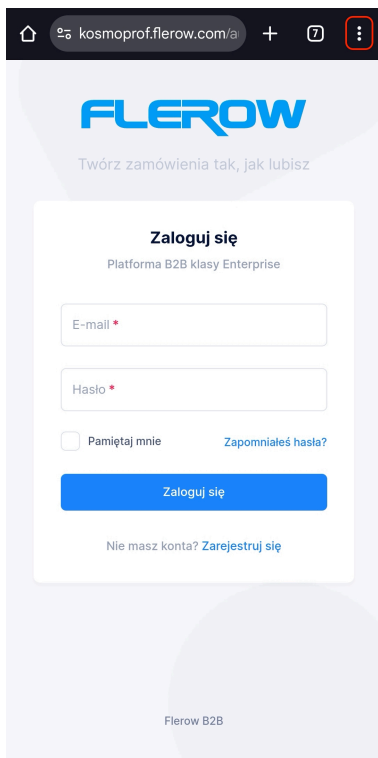 kosmoprof.flerow.com/a
7
FLEROW
Twórz zamówienia tak, jak lubisz
Zaloguj się
Platforma B2B klasy Enterprise
E-mail *
Hasło *
Pamiętaj mnie
Zapomniałeś hasła?
Zaloguj się
Nie masz konta? Zarejestruj się
Flerow B2B